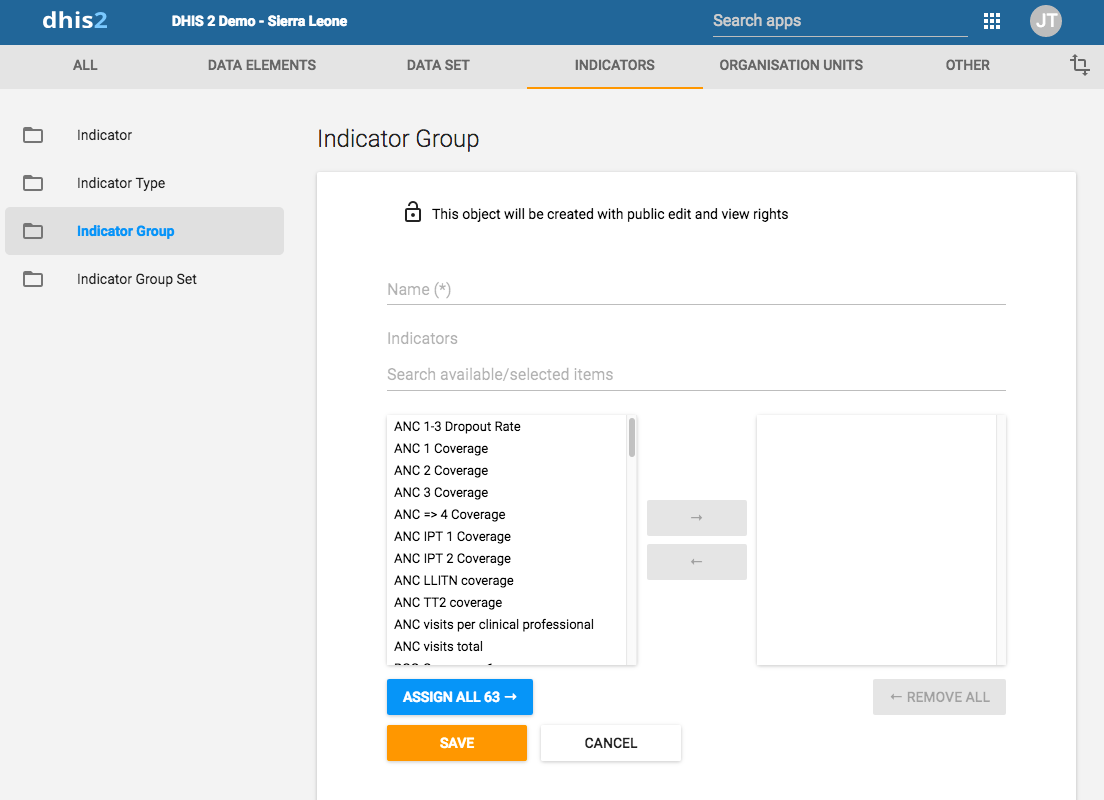 dhis2
DHIS 2 Demo - Sierra Leone
Search apps
JT
ALL
DATA ELEMENTS
DATA SET
INDICATORS
ORGANISATION UNITS
OTHER
Indicator
Indicator Type
Indicator Group
Indicator Group Set
Indicator Group
This object will be created with public edit and view rights
Name (*)
Indicators
Search available/selected items
ANC 1-3 Dropout Rate
ANC 1 Coverage
ANC 2 Coverage
ANC 3 Coverage
ANC => 4 Coverage
ANC IPT 1 Coverage
ANC IPT 2 Coverage
ANC LLITN coverage
ANC TT2 coverage
ANC visits per clinical professional
ANC visits total
→
←
ASSIGN ALL 63 →
← REMOVE ALL
SAVE
CANCEL